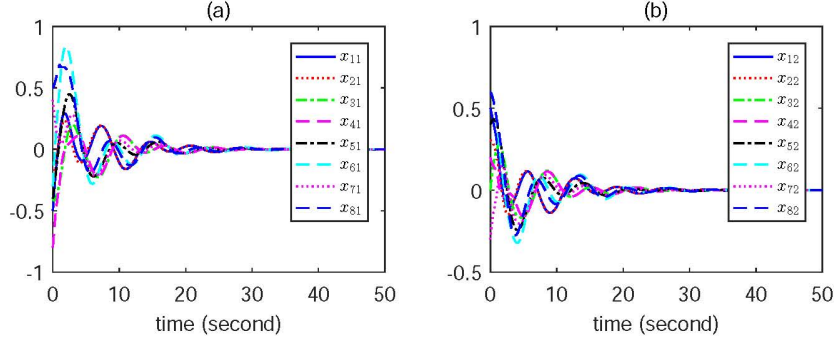 (a)
1
0.5
0
-0.5
-1
0 10 20 30 40 50
time (second)
x11
x21
x31
x41
x51
x61
x71
x81
(b)
1
0.5
0
-0.5
0 10 20 30 40 50
time (second)
x12
x22
x32
x42
x52
x62
x72
x82